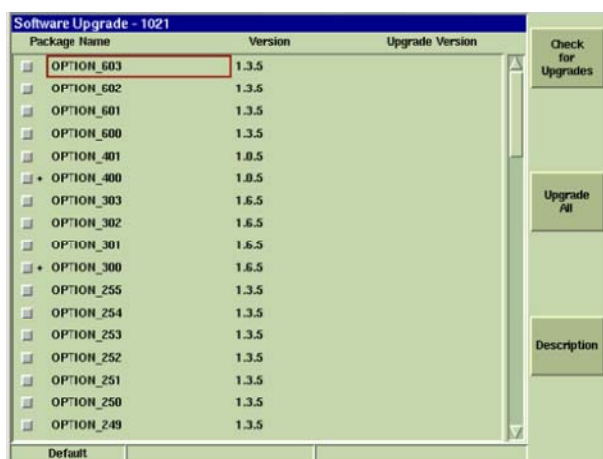 Software Upgrade - 1021
Package Name Version Upgrade Version
OPTION_603 1.3.5
OPTION_602 1.3.5
OPTION_601 1.3.5
OPTION_600 1.3.5
OPTION_401 1.0.5
+ OPTION_400 1.0.5
OPTION_303 1.6.5
OPTION_302 1.6.5
OPTION_301 1.6.5
+ OPTION_300 1.6.5
OPTION_255 1.3.5
OPTION_254 1.3.5
OPTION_253 1.3.5
OPTION_252 1.3.5
OPTION_251 1.3.5
OPTION_250 1.3.5
OPTION_249 1.3.5
Default
Check
for
Upgrades
Upgrade
All
Description